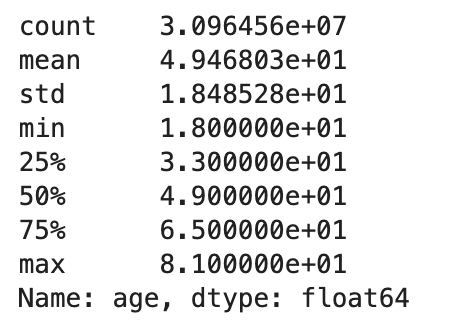 count    3.096456e+07
mean     4.946803e+01
std      1.848528e+01
min      1.800000e+01
25%      3.300000e+01
50%      4.900000e+01
75%      6.500000e+01
max      8.100000e+01
Name: age, dtype: float64